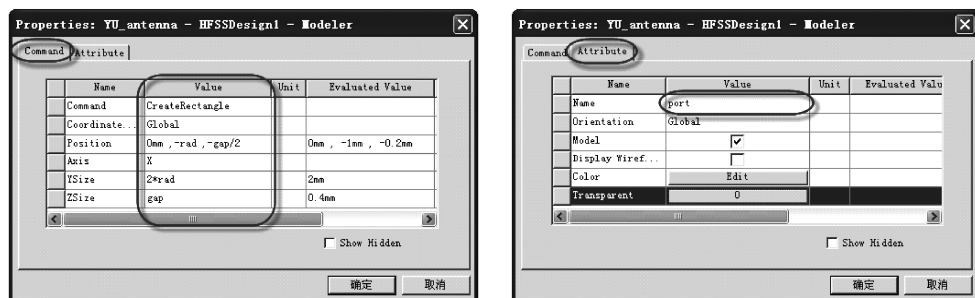 Properties: YU_antenna - HFSSDesign1 - Modeler
Command Attribute
Name Value Unit Evaluated Value
Command CreateRectangle
Coordinate... Global
Position 0mm ,-rad ,-gap/2 0mm , -1mm , -0.2mm
Axis X
YSize 2*rad 2mm
ZSize gap 0.4mm
Show Hidden
确定 取消
Properties: YU_antenna - HFSSDesign1 - Modeler
Command Attribute
Name Value Unit Evaluated Valu
Name port
Orientation Global
Model
Display Wiref...
Color Edit
Transparent 0
Show Hidden
确定 取消